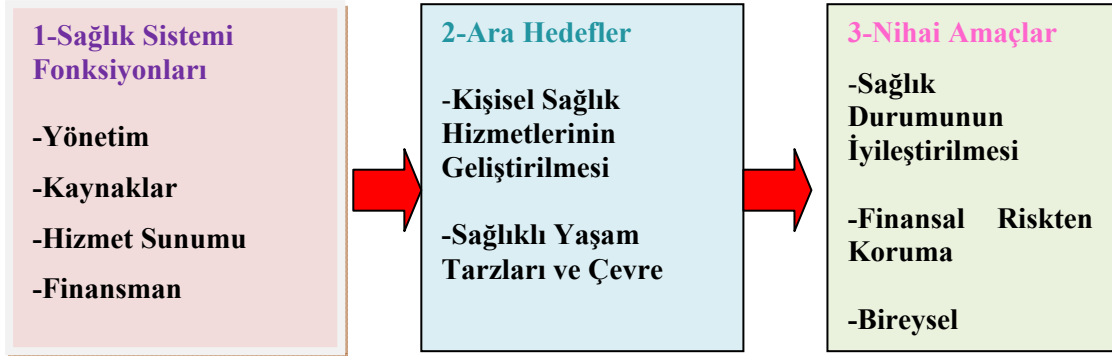 1-Sağlık Sistemi
Fonksiyonları
-Yönetim
-Kaynaklar
-Hizmet Sunumu
-Finansman
2-Ara Hedefler
-Kişisel Sağlık
Hizmetlerinin
Geliştirilmesi
-Sağlıklı Yaşam
Tarzları ve Çevre
3-Nihai Amaçlar
-Sağlık
Durumunun
İyileştirilmesi
-Finansal Riskten
Koruma
-Bireysel